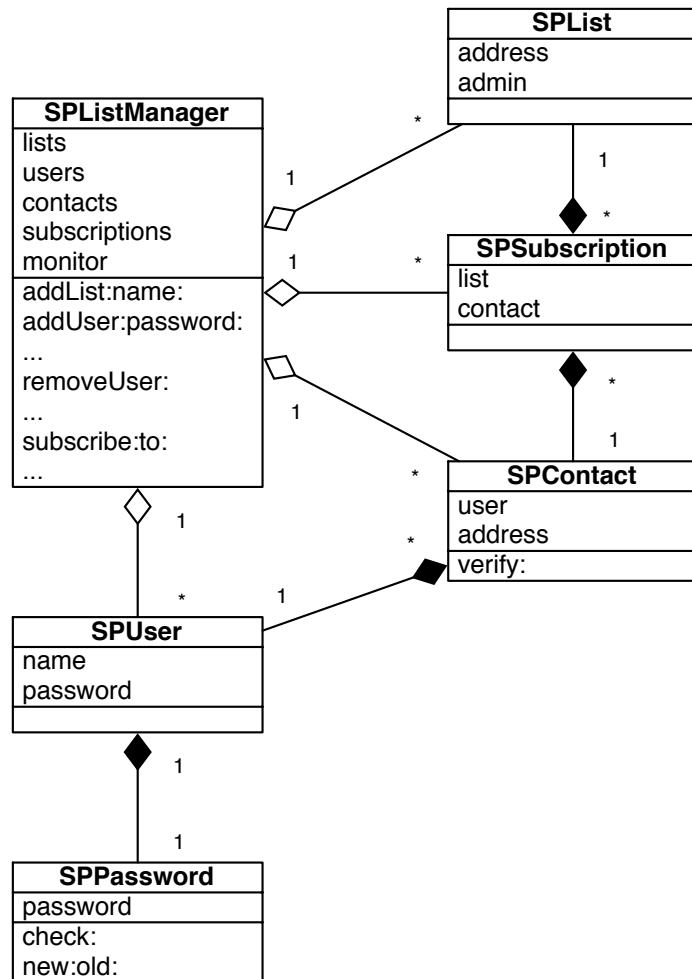 SPList
address
admin
SPListManager
lists
users
contacts
subscriptions
monitor
addList:name:
addUser:password:
...
removeUser:
...
subscribe:to:
...
*
1
1
*
SPSubscription
list
contact
1
*
1
*
*
1
SPContact
user
address
verify:
1
*
*
1
SPUser
name
password
1
1
SPPassword
password
check:
new:old: